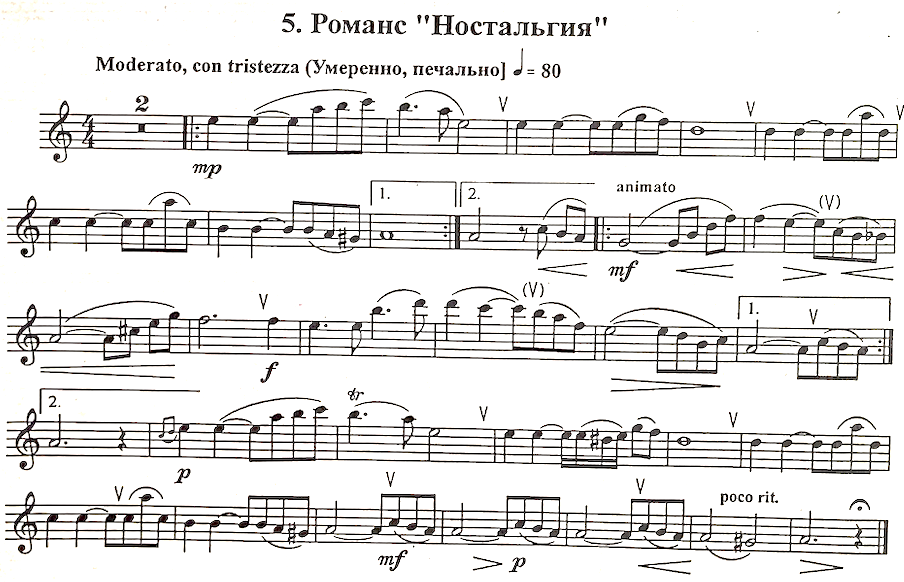 5. Романс "Ностальгия"
Moderato, con tristezza (Умеренно, печально] ♩= 80
2
mp
1. 2. animato (V)
mf
(V) 1.
f
2. tr
p
poco rit.
mf p